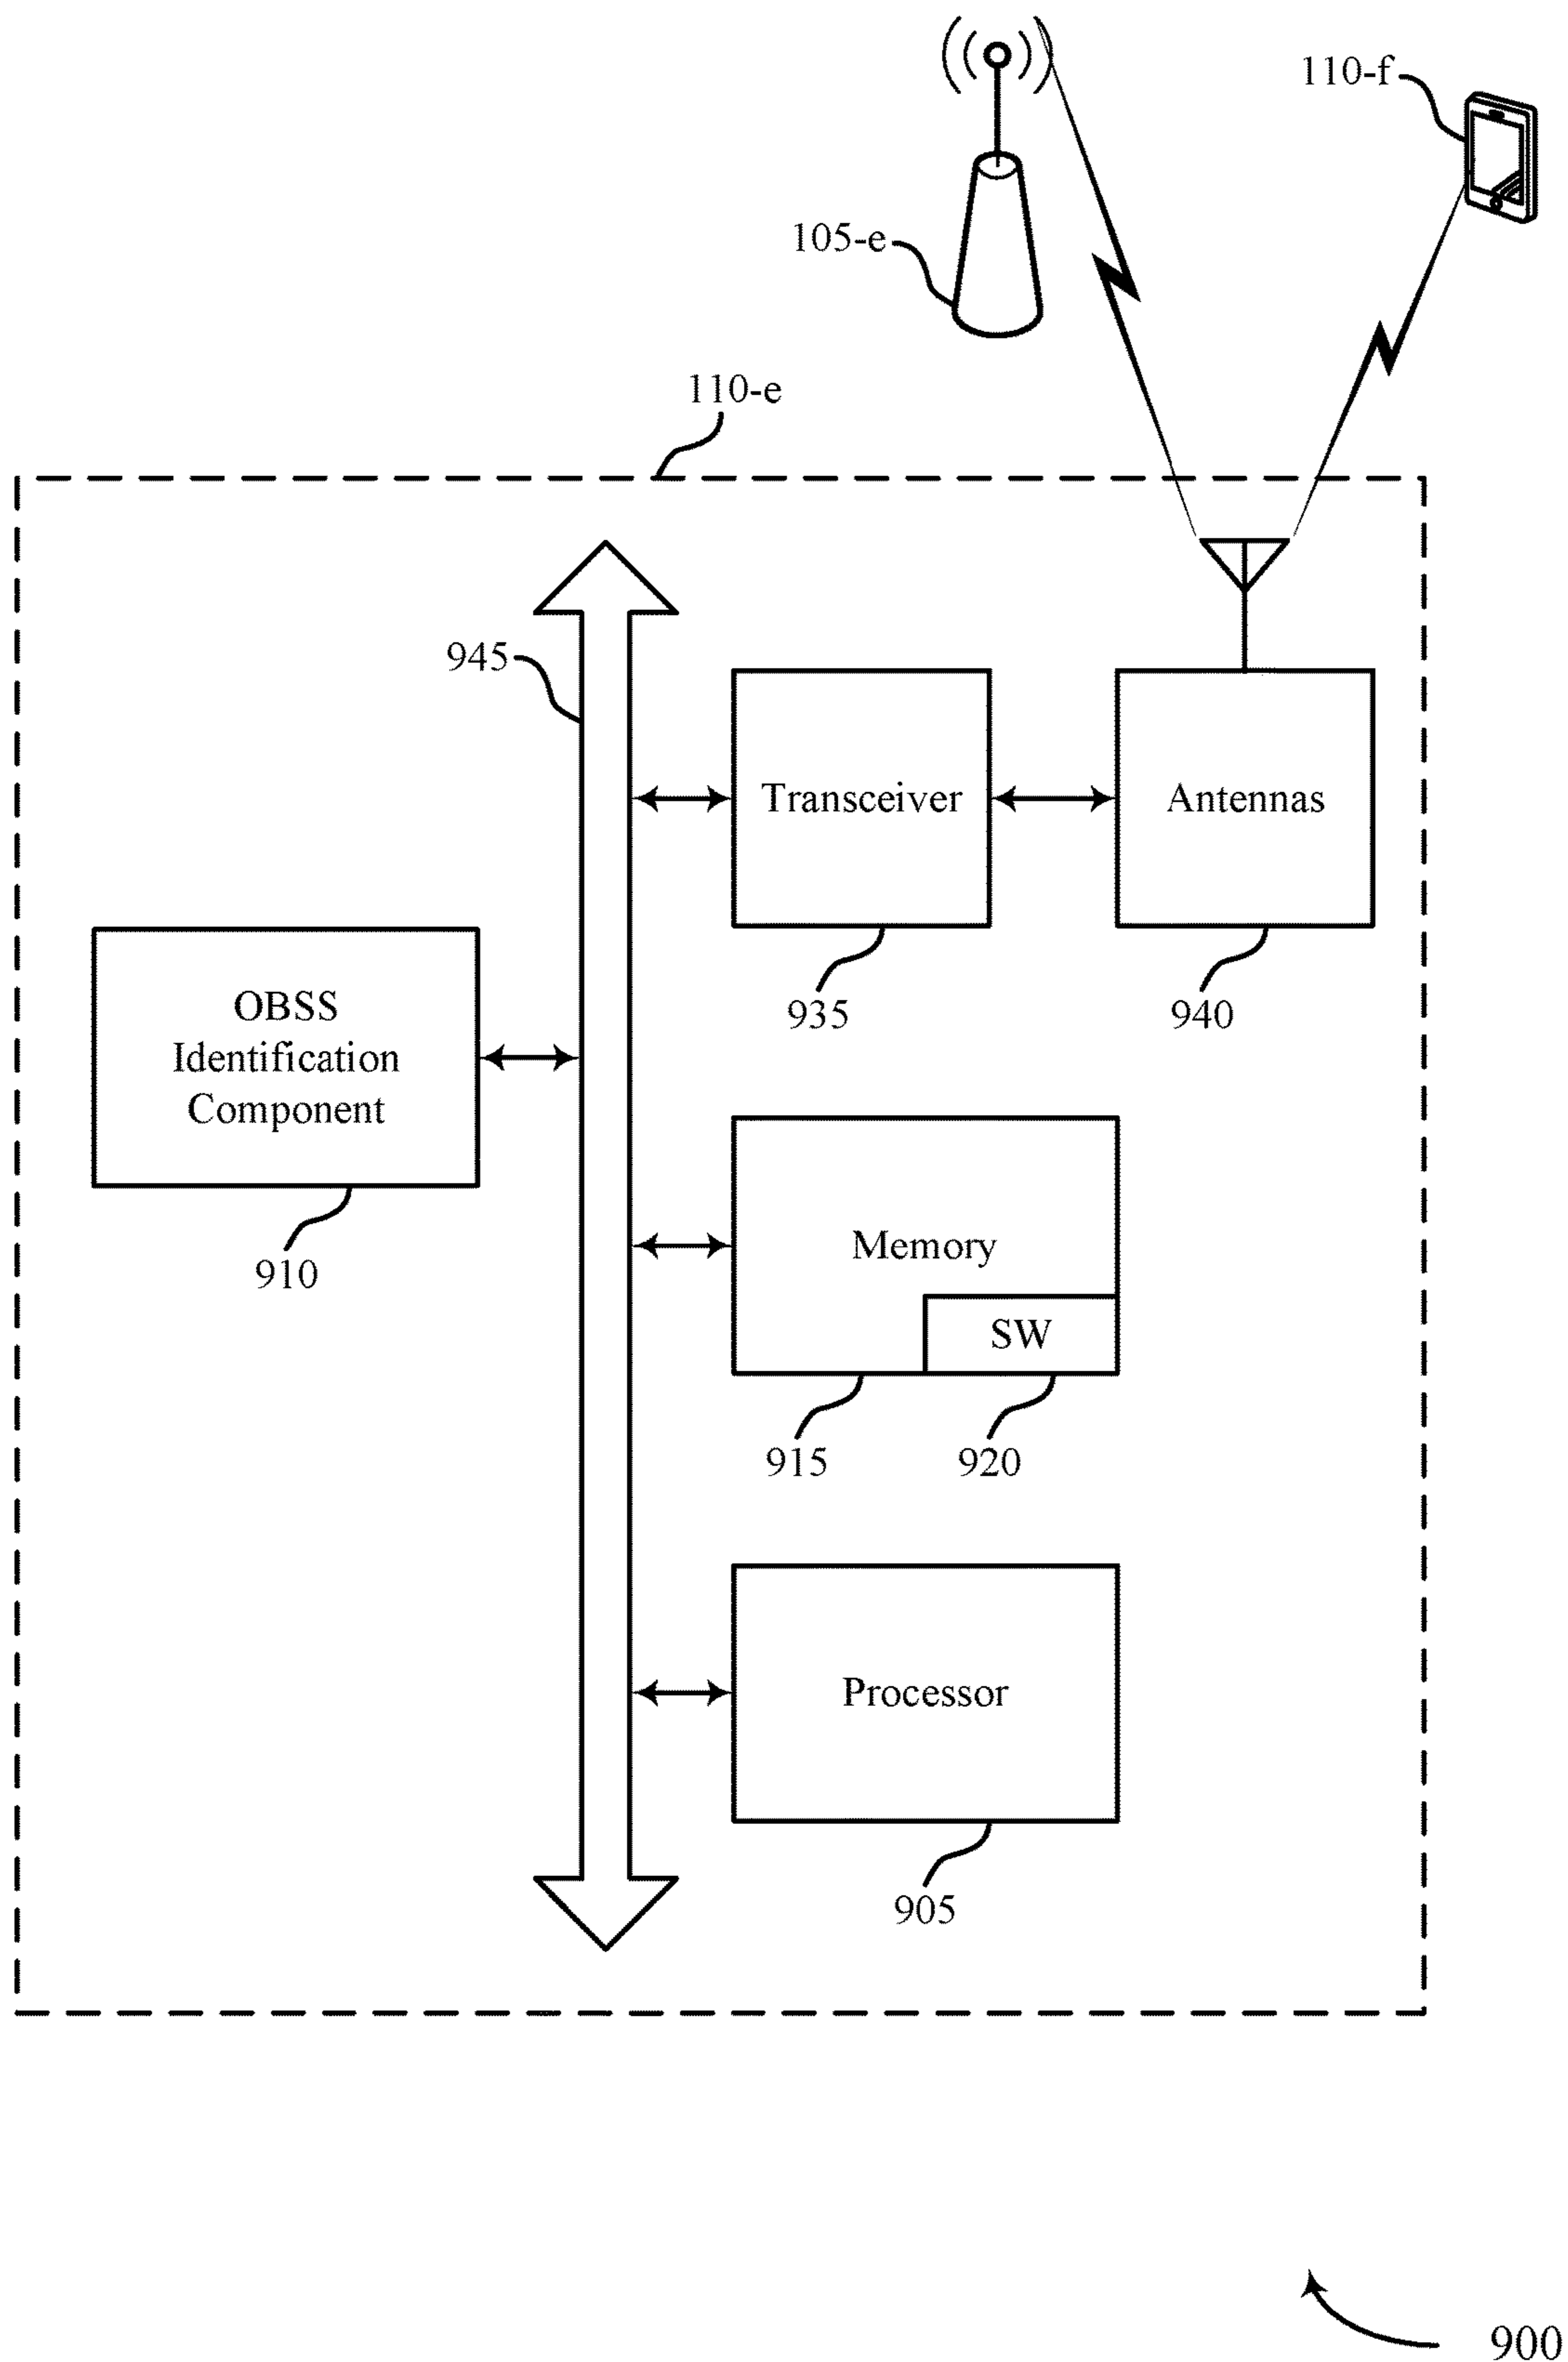 110-f
105-e
110-e
945
Transceiver
Antennas
935
940
OBSS
Identification
Component
910
Memory
SW
915
920
Processor
905
900